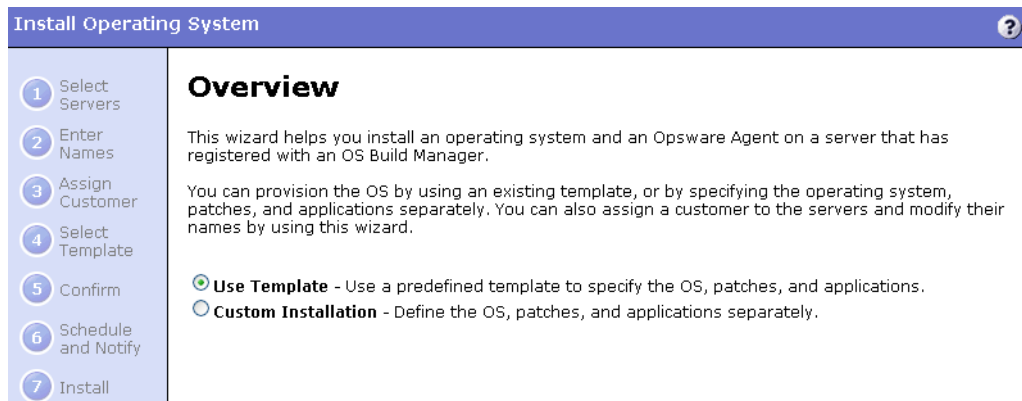 Install Operating System
?
1 Select
Servers
2 Enter
Names
3 Assign
Customer
4 Select
Template
5 Confirm
6 Schedule
and Notify
7 Install
Overview
This wizard helps you install an operating system and an Opsware Agent on a server that has
registered with an OS Build Manager.
You can provision the OS by using an existing template, or by specifying the operating system,
patches, and applications separately. You can also assign a customer to the servers and modify their
names by using this wizard.
Use Template - Use a predefined template to specify the OS, patches, and applications.
Custom Installation - Define the OS, patches, and applications separately.